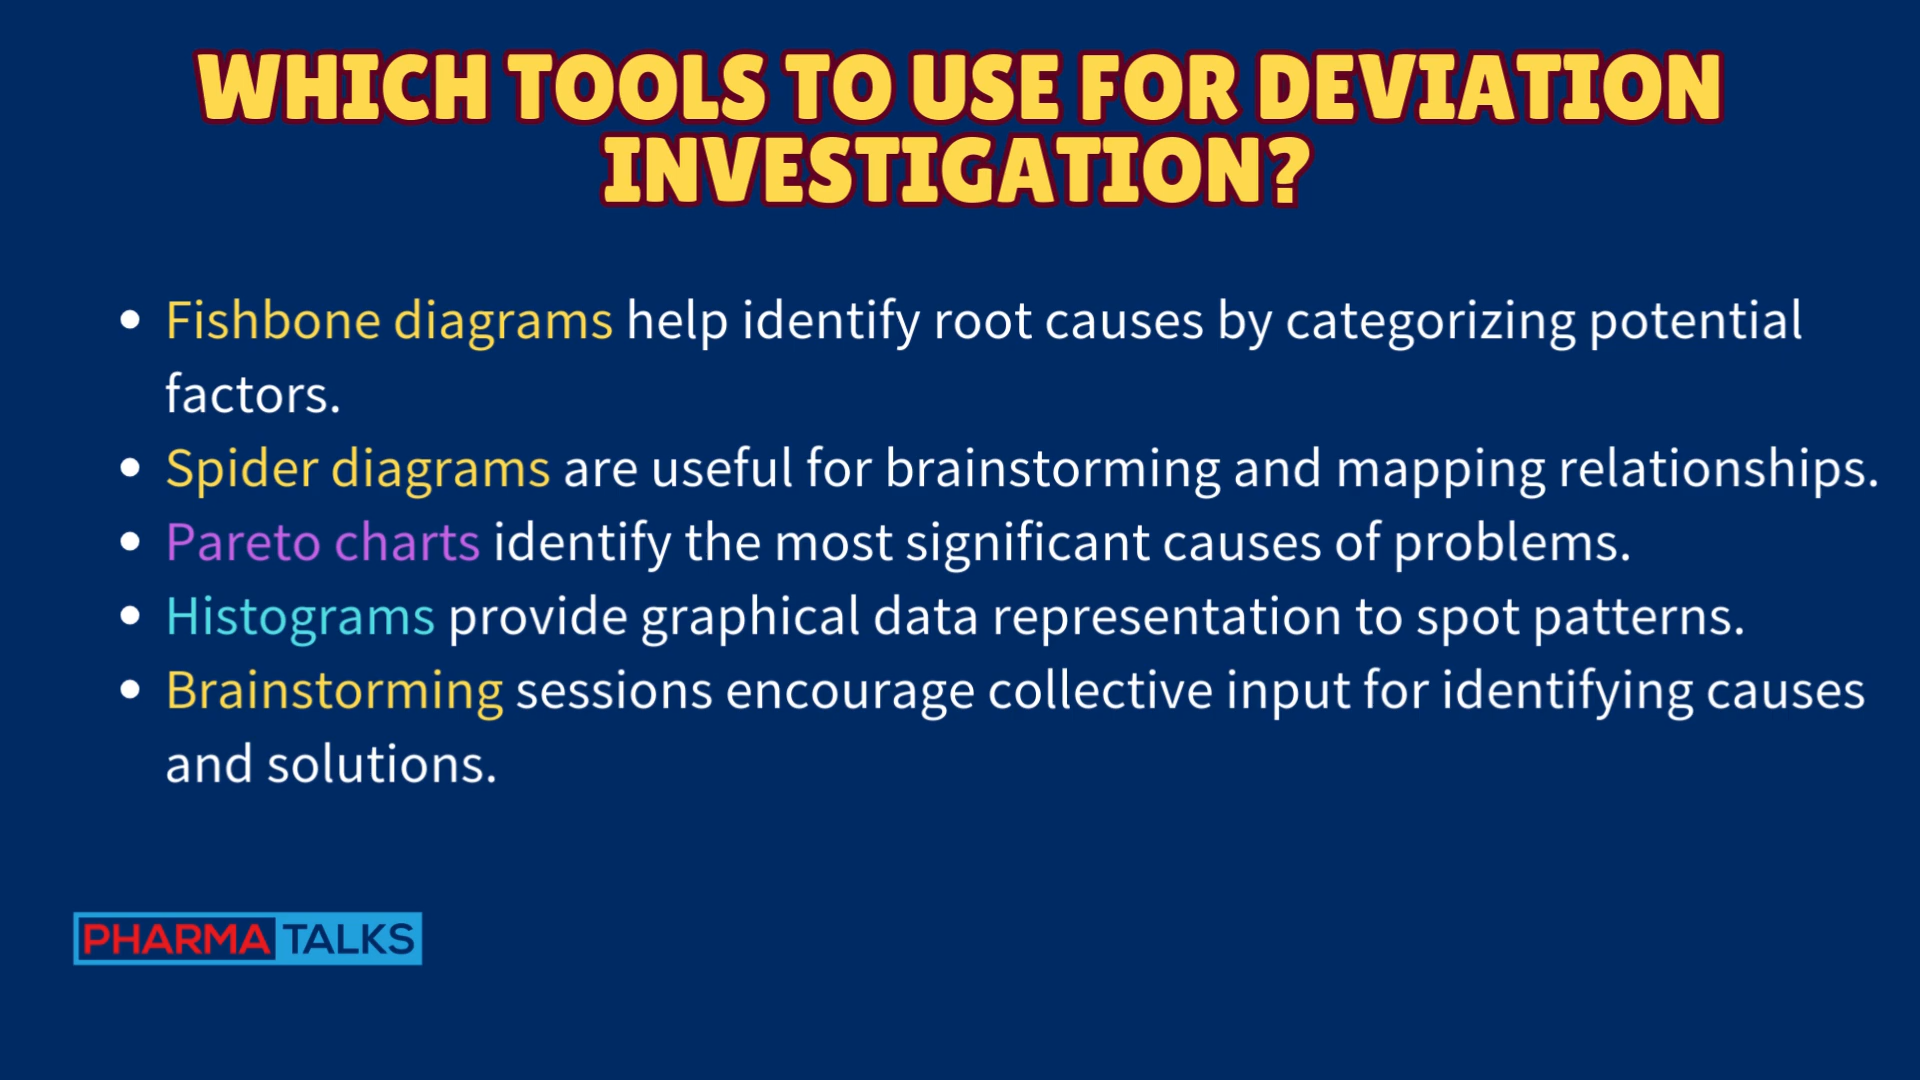 WHICH TOOLS TO USE FOR DEVIATION
INVESTIGATION?
• Fishbone diagrams help identify root causes by categorizing potential
factors.
• Spider diagrams are useful for brainstorming and mapping relationships.
• Pareto charts identify the most significant causes of problems.
• Histograms provide graphical data representation to spot patterns.
• Brainstorming sessions encourage collective input for identifying causes
and solutions.
PHARMA TALKS